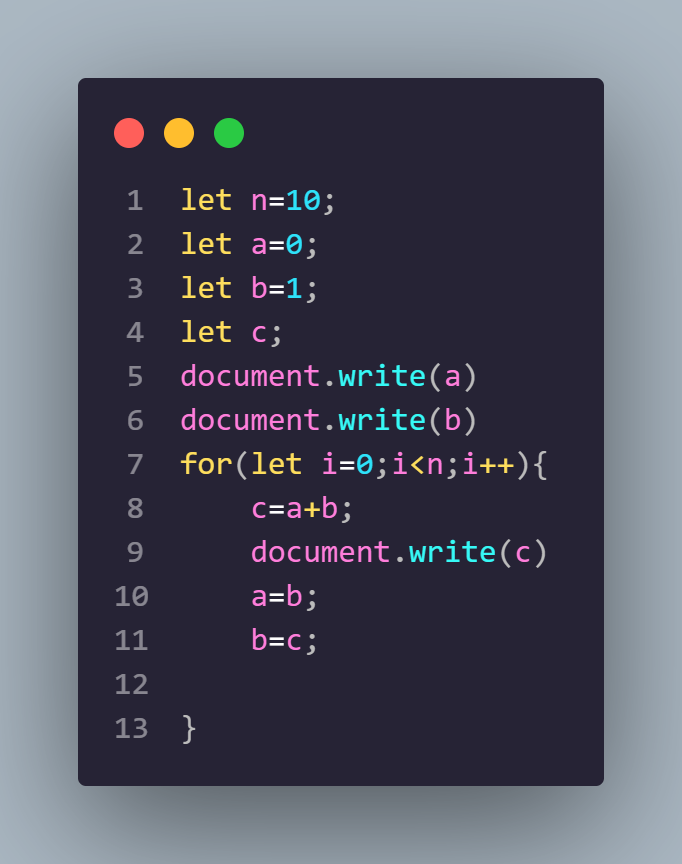 1 let n=10;
2 let a=0;
3 let b=1;
4 let c;
5 document.write(a)
6 document.write(b)
7 for(let i=0;i<n;i++){
8     c=a+b;
9     document.write(c)
10     a=b;
11     b=c;
12
13 }